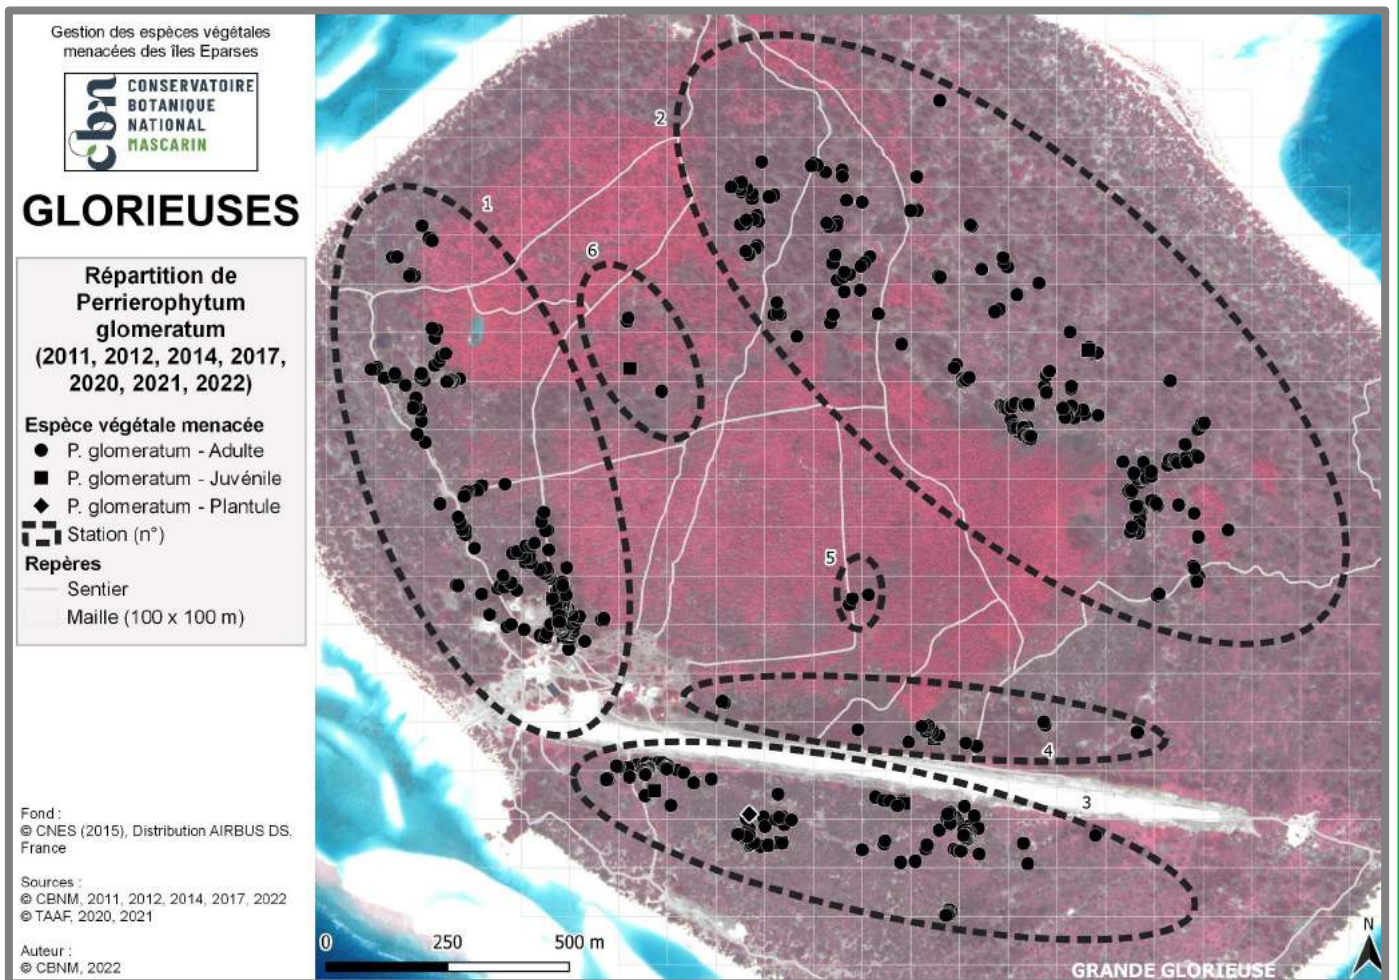 Gestion des espèces végétales
menacées des îles Eparses
cbn
CONSERVATOIRE
BOTANIQUE
NATIONAL
MASCARIN
GLORIEUSES
Répartition de
Perrierophytum
glomeratum
(2011, 2012, 2014, 2017,
2020, 2021, 2022)
Espèce végétale menacée
P. glomeratum - Adulte
P. glomeratum - Juvénile
P. glomeratum - Plantule
Station (n°)
Repères
Sentier
Maille (100 x 100 m)
Fond :
© CNES (2015), Distribution AIRBUS DS,
France
Sources :
© CBNM, 2011, 2012, 2014, 2017, 2022
© TAAF, 2020, 2021
Auteur :
© CBNM, 2022
2
1
6
5
4
3
0 250 500 m
N
GRANDE GLORIEUSE